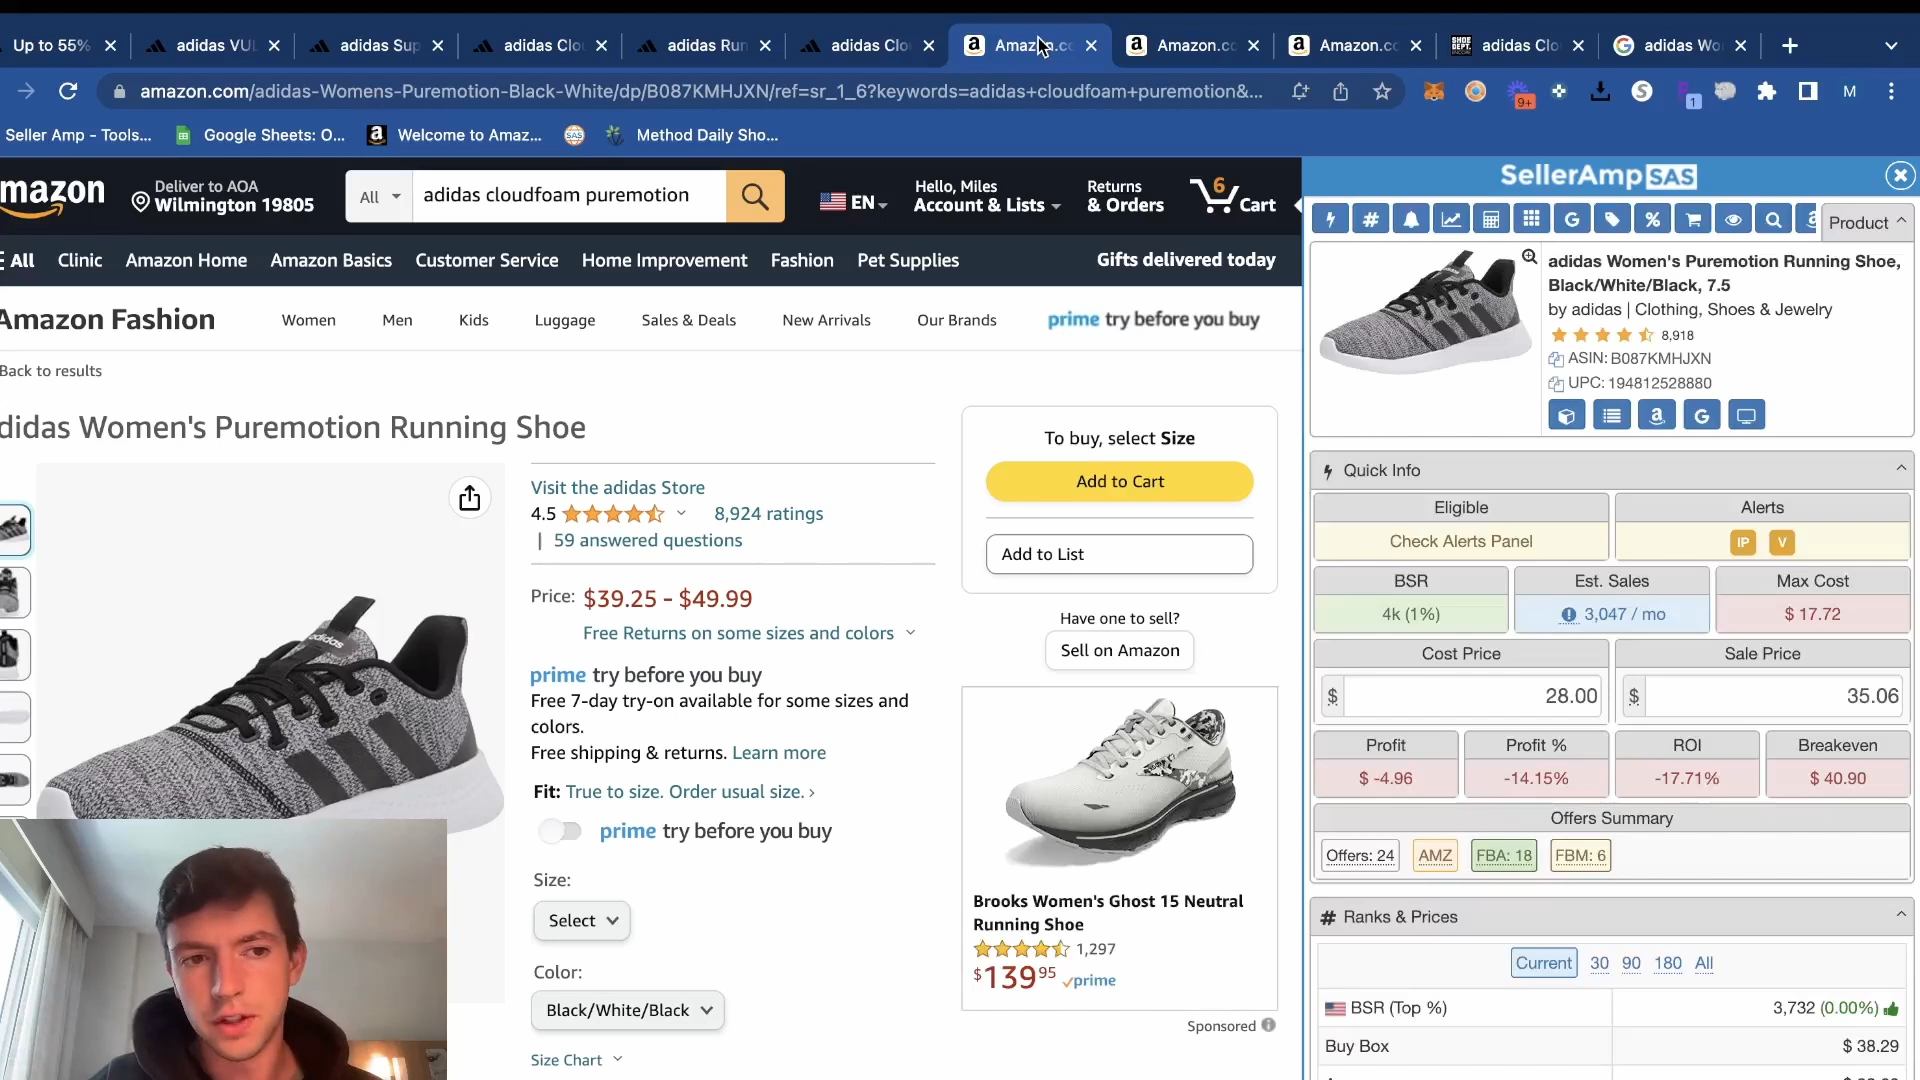 Up to 55%
adidas VUL
adidas Sup
adidas Clo
adidas Run
adidas Clo
Amazon.co
Amazon.co
Amazon.co
SHOE DEPT.
adidas Clo
adidas Wo
amazon.com/adidas-Womens-Puremotion-Black-White/dp/B087KMHJXN/ref=sr_1_6?keywords=adidas+cloudfoam+puremotion&...
9+
1
M
Seller Amp - Tools...
Google Sheets: O...
Welcome to Amaz...
SAS
Method Daily Sho...
mazon
Deliver to AOA
Wilmington 19805
All
adidas cloudfoam puremotion
EN
Hello, Miles
Account & Lists
Returns
& Orders
6
Cart
All
Clinic
Amazon Home
Amazon Basics
Customer Service
Home Improvement
Fashion
Pet Supplies
Gifts delivered today
Amazon Fashion
Women
Men
Kids
Luggage
Sales & Deals
New Arrivals
Our Brands
prime try before you buy
Back to results
didas Women's Puremotion Running Shoe
adidas
Visit the adidas Store
4.5
8,924 ratings
| 59 answered questions
Price: $39.25 - $49.99
Free Returns on some sizes and colors
prime try before you buy
Free 7-day try-on available for some sizes and
colors.
Free shipping & returns. Learn more
Fit: True to size. Order usual size. ›
prime try before you buy
Size:
Select
Color:
Black/White/Black
Size Chart
To buy, select Size
Add to Cart
Add to List
Have one to sell?
Sell on Amazon
Brooks Women's Ghost 15 Neutral
Running Shoe
1,297
$139 95
prime
Sponsored
SellerAmp SAS
Product
adidas Women's Puremotion Running Shoe,
Black/White/Black, 7.5
by adidas | Clothing, Shoes & Jewelry
8,918
ASIN: B087KMHJXN
UPC: 194812528880
Quick Info
Eligible
Alerts
Check Alerts Panel
IP
V
BSR
Est. Sales
Max Cost
4k (1%)
3,047 / mo
$ 17.72
Cost Price
Sale Price
$ 28.00
$ 35.06
Profit
Profit %
ROI
Breakeven
$ -4.96
-14.15%
-17.71%
$ 40.90
Offers Summary
Offers: 24
AMZ
FBA: 18
FBM: 6
# Ranks & Prices
Current
30
90
180
All
BSR (Top %)
3,732 (0.00%)
Buy Box
$ 38.29